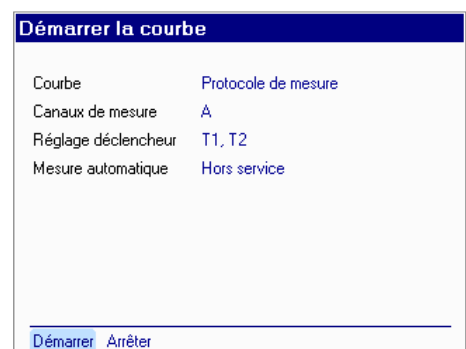 Démarrer la courbe
Courbe Protocole de mesure
Canaux de mesure A
Réglage déclencheur T1, T2
Mesure automatique Hors service
Démarrer Arrêter